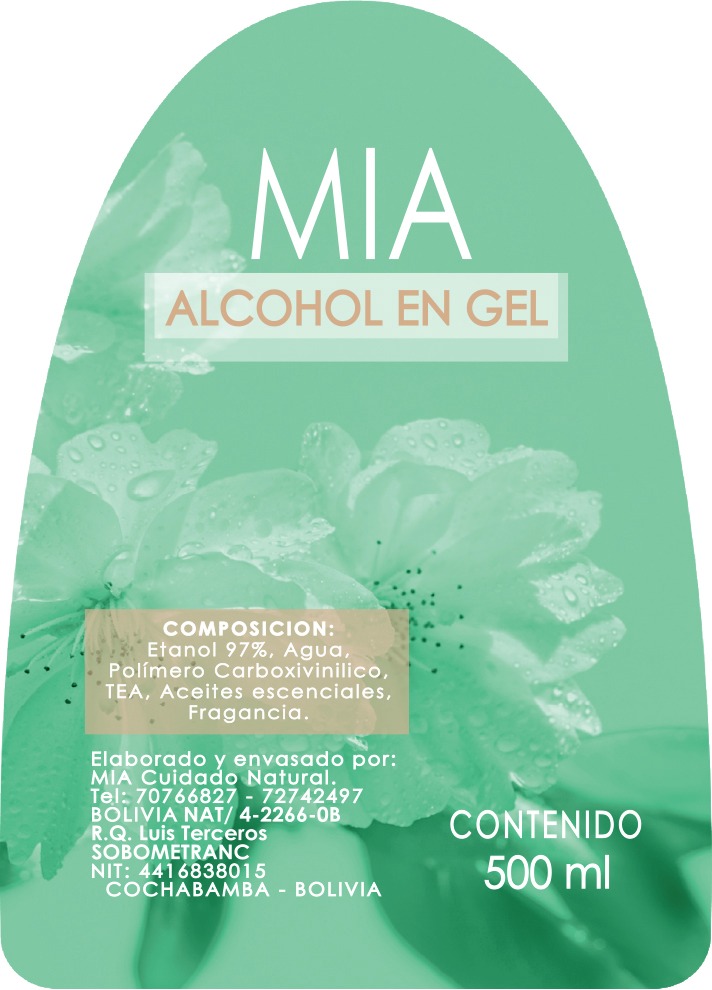 MIA
ALCOHOL EN GEL
COMPOSICION:
Etanol 97%, Agua,
Polímero Carboxivinilico,
TEA, Aceites escenciales,
Fragancia.
Elaborado y envasado por:
MIA Cuidado Natural.
Tel: 70766827 - 72742497
BOLIVIA NAT/ 4-2266-0B
R.Q. Luis Terceros
SOBOMETRANC
NIT: 4416838015
COCHABAMBA - BOLIVIA
CONTENIDO
500 ml